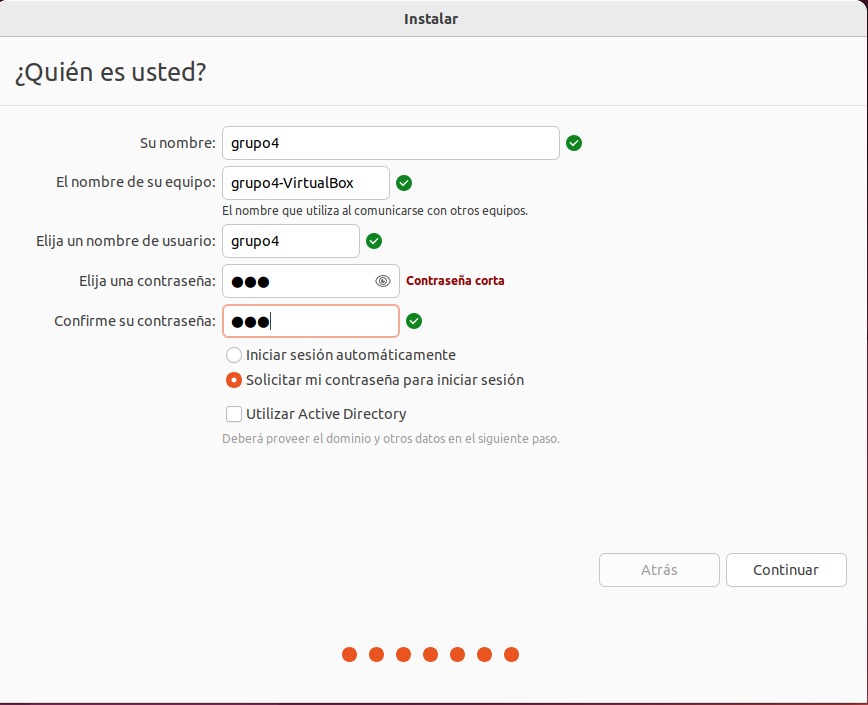 Instalar
¿Quién es usted?
Su nombre: grupo4
El nombre de su equipo: grupo4-VirtualBox
El nombre que utiliza al comunicarse con otros equipos.
Elija un nombre de usuario: grupo4
Elija una contraseña: ●●● Contraseña corta
Confirme su contraseña: ●●●
Iniciar sesión automáticamente
Solicitar mi contraseña para iniciar sesión
Utilizar Active Directory
Deberá proveer el dominio y otros datos en el siguiente paso.
Atrás Continuar